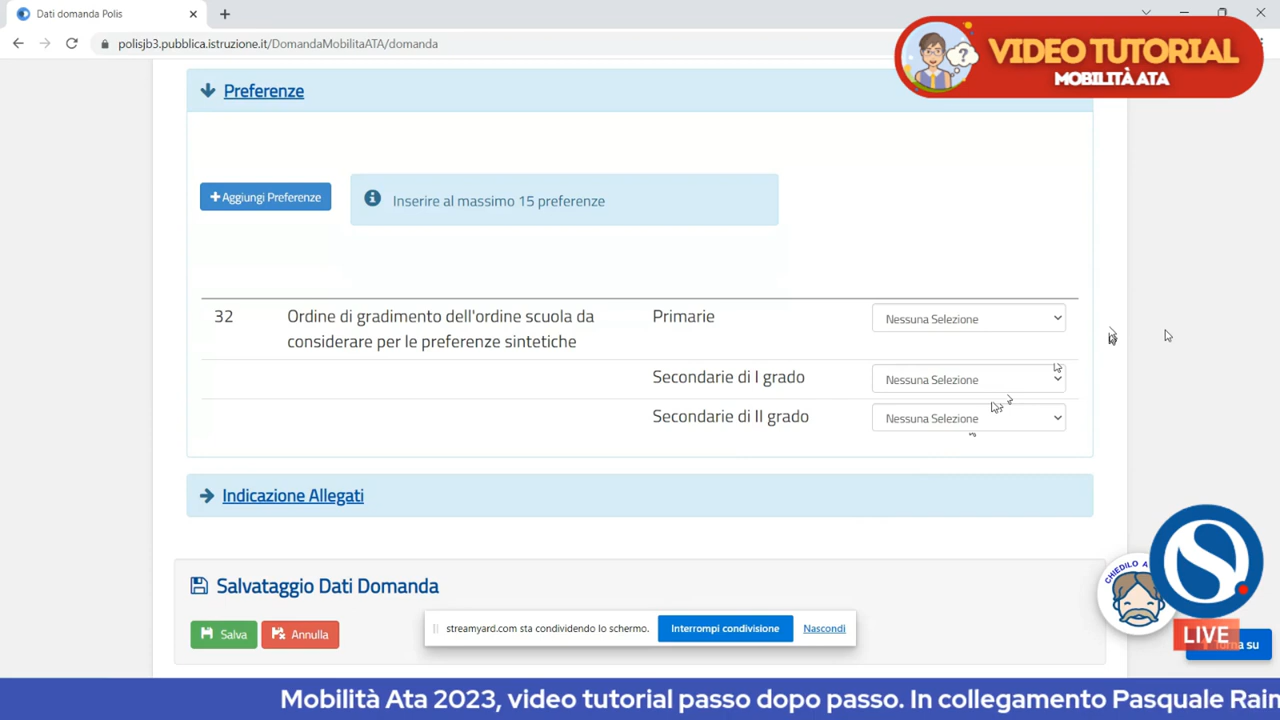 Dati domanda Polis
polisjb3.pubblica.istruzione.it/DomandaMobilitaATA/domanda
VIDEO TUTORIAL
MOBILITÀ ATA
Preferenze
Aggiungi Preferenze
Inserire al massimo 15 preferenze
32 Ordine di gradimento dell'ordine scuola da Primarie Nessuna Selezione
considerare per le preferenze sintetiche
Secondarie di I grado Nessuna Selezione
Secondarie di II grado Nessuna Selezione
Indicazione Allegati
CHIEDILO A
Salvataggio Dati Domanda
Salva Annulla
streamyard.com sta condividendo lo schermo. Interrompi condivisione Nascondi
LIVE
su
Mobilità Ata 2023, video tutorial passo dopo passo. In collegamento Pasquale Rain